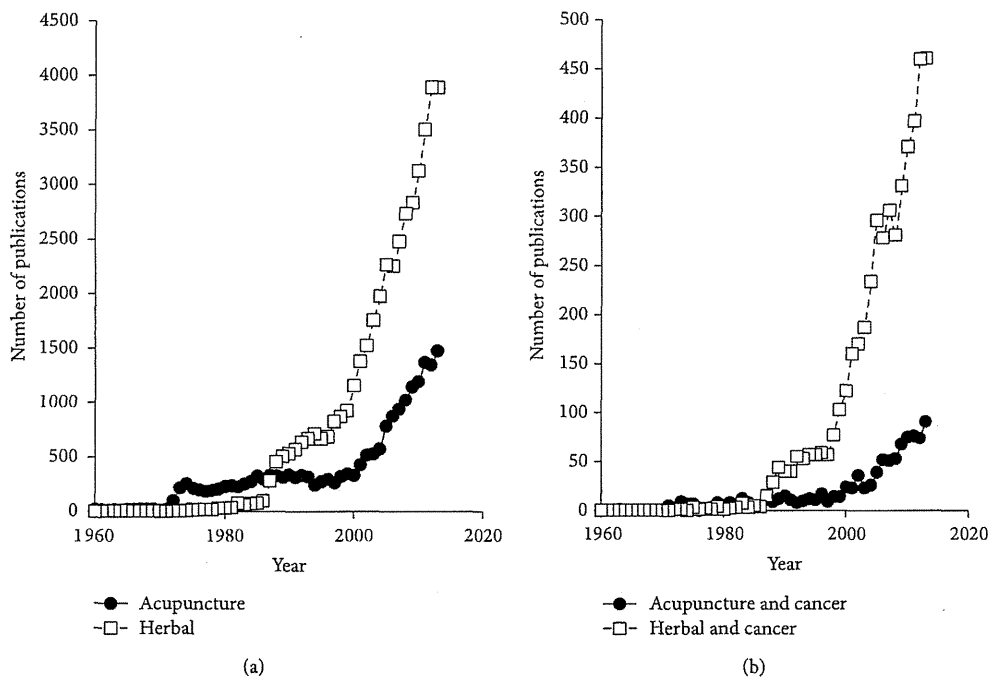 4500
4000
3500
3000
2500
2000
1500
1000
500
0
Number of publications
1960
1980
2000
2020
Year
Acupuncture
Herbal
(a)
500
450
400
350
300
250
200
150
100
50
0
Number of publications
1960
1980
2000
2020
Year
Acupuncture and cancer
Herbal and cancer
(b)